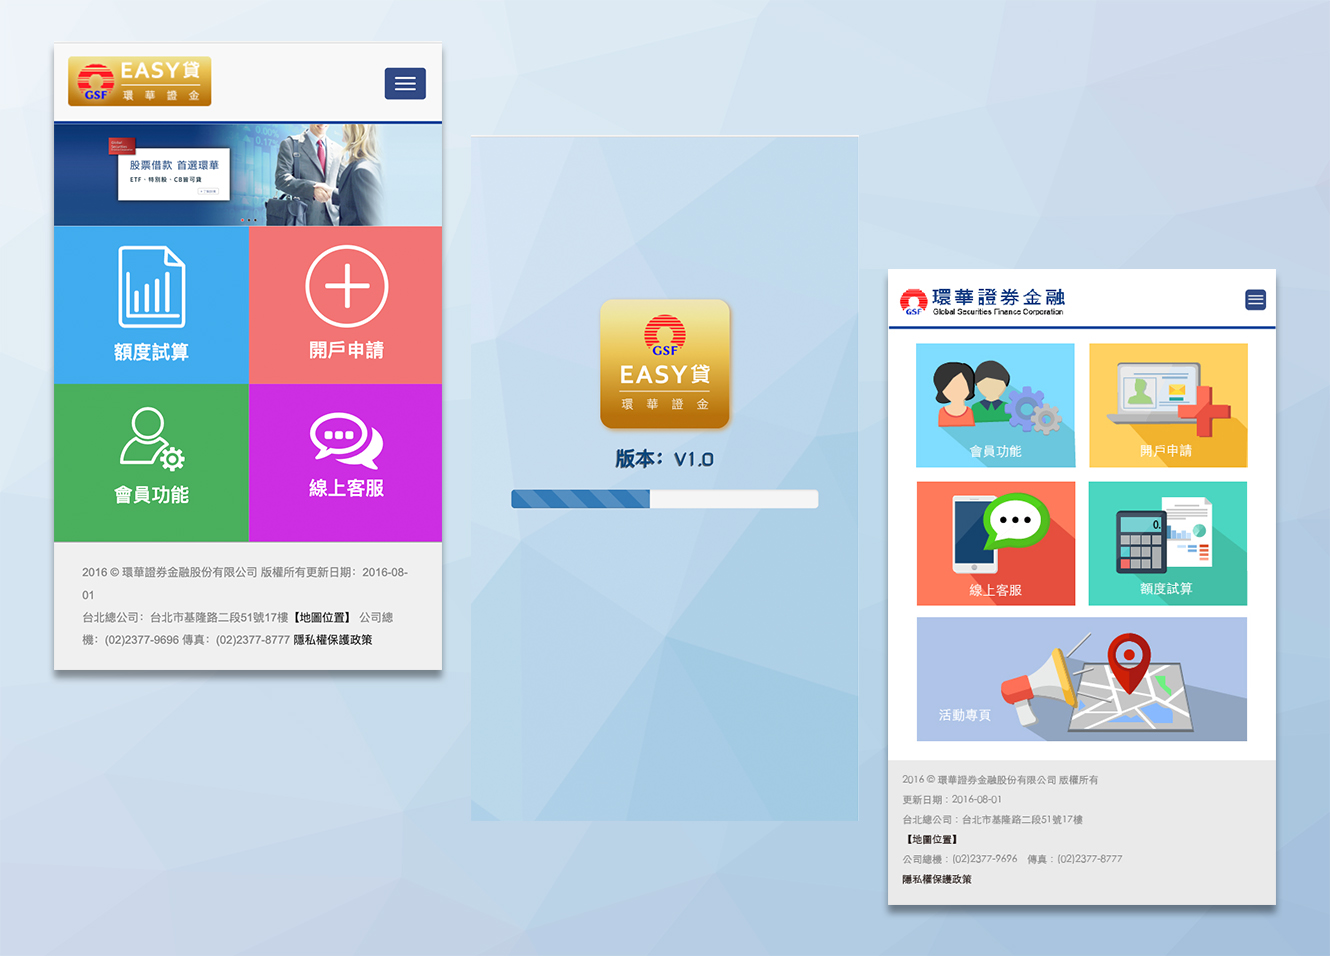 EASY貸
GSF
環華證金
股票借款 首選環華
ETF、特別股、CB皆可貸
額度試算
開戶申請
會員功能
線上客服
2016 © 環華證券金融股份有限公司 版權所有更新日期：2016-08-
01
台北總公司：台北市基隆路二段51號17樓【地圖位置】 公司總
機：(02)2377-9696 傳真：(02)2377-8777 隱私權保護政策
GSF
EASY貸
環華證金
版本：V1.0
環華證券金融
GSF
Global Securities Finance Corporation
會員功能
開戶申請
線上客服
0.
額度試算
活動專頁
2016 © 環華證券金融股份有限公司 版權所有
更新日期：2016-08-01
台北總公司：台北市基隆路二段51號17樓
【地圖位置】
公司總機：(02)2377-9696 傳真：(02)2377-8777
隱私權保護政策